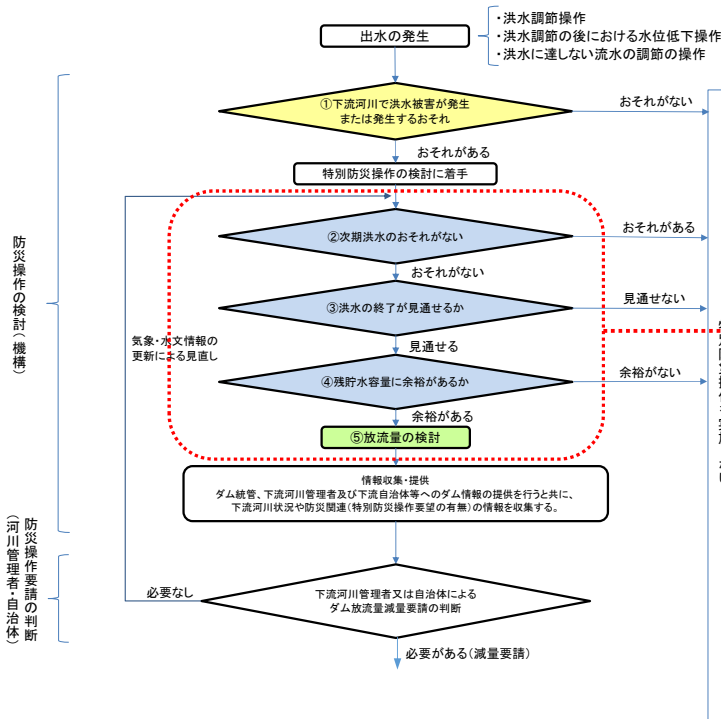 出水の発生
・洪水調節操作
・洪水調節の後における水位低下操作
・洪水に達しない流水の調節の操作
①下流河川で洪水被害が発生
または発生するおそれ
おそれがない
おそれがある
特別防災操作の検討に着手
②次期洪水のおそれがない
おそれがある
おそれがない
③洪水の終了が見通せるか
見通せない
見通せる
気象・水文情報の
更新による見直し
④残貯水容量に余裕があるか
余裕がない
余裕がある
⑤放流量の検討
情報収集・提供
ダム統管、下流河川管理者及び下流自治体等へのダム情報の提供を行うと共に、
下流河川状況や防災関連(特別防災操作要望の有無)の情報を収集する。
下流河川管理者又は自治体による
ダム放流量減量要請の判断
必要なし
必要がある(減量要請)
防災操作の検討(機構)
防災操作要請の判断
(河川管理者・自治体)